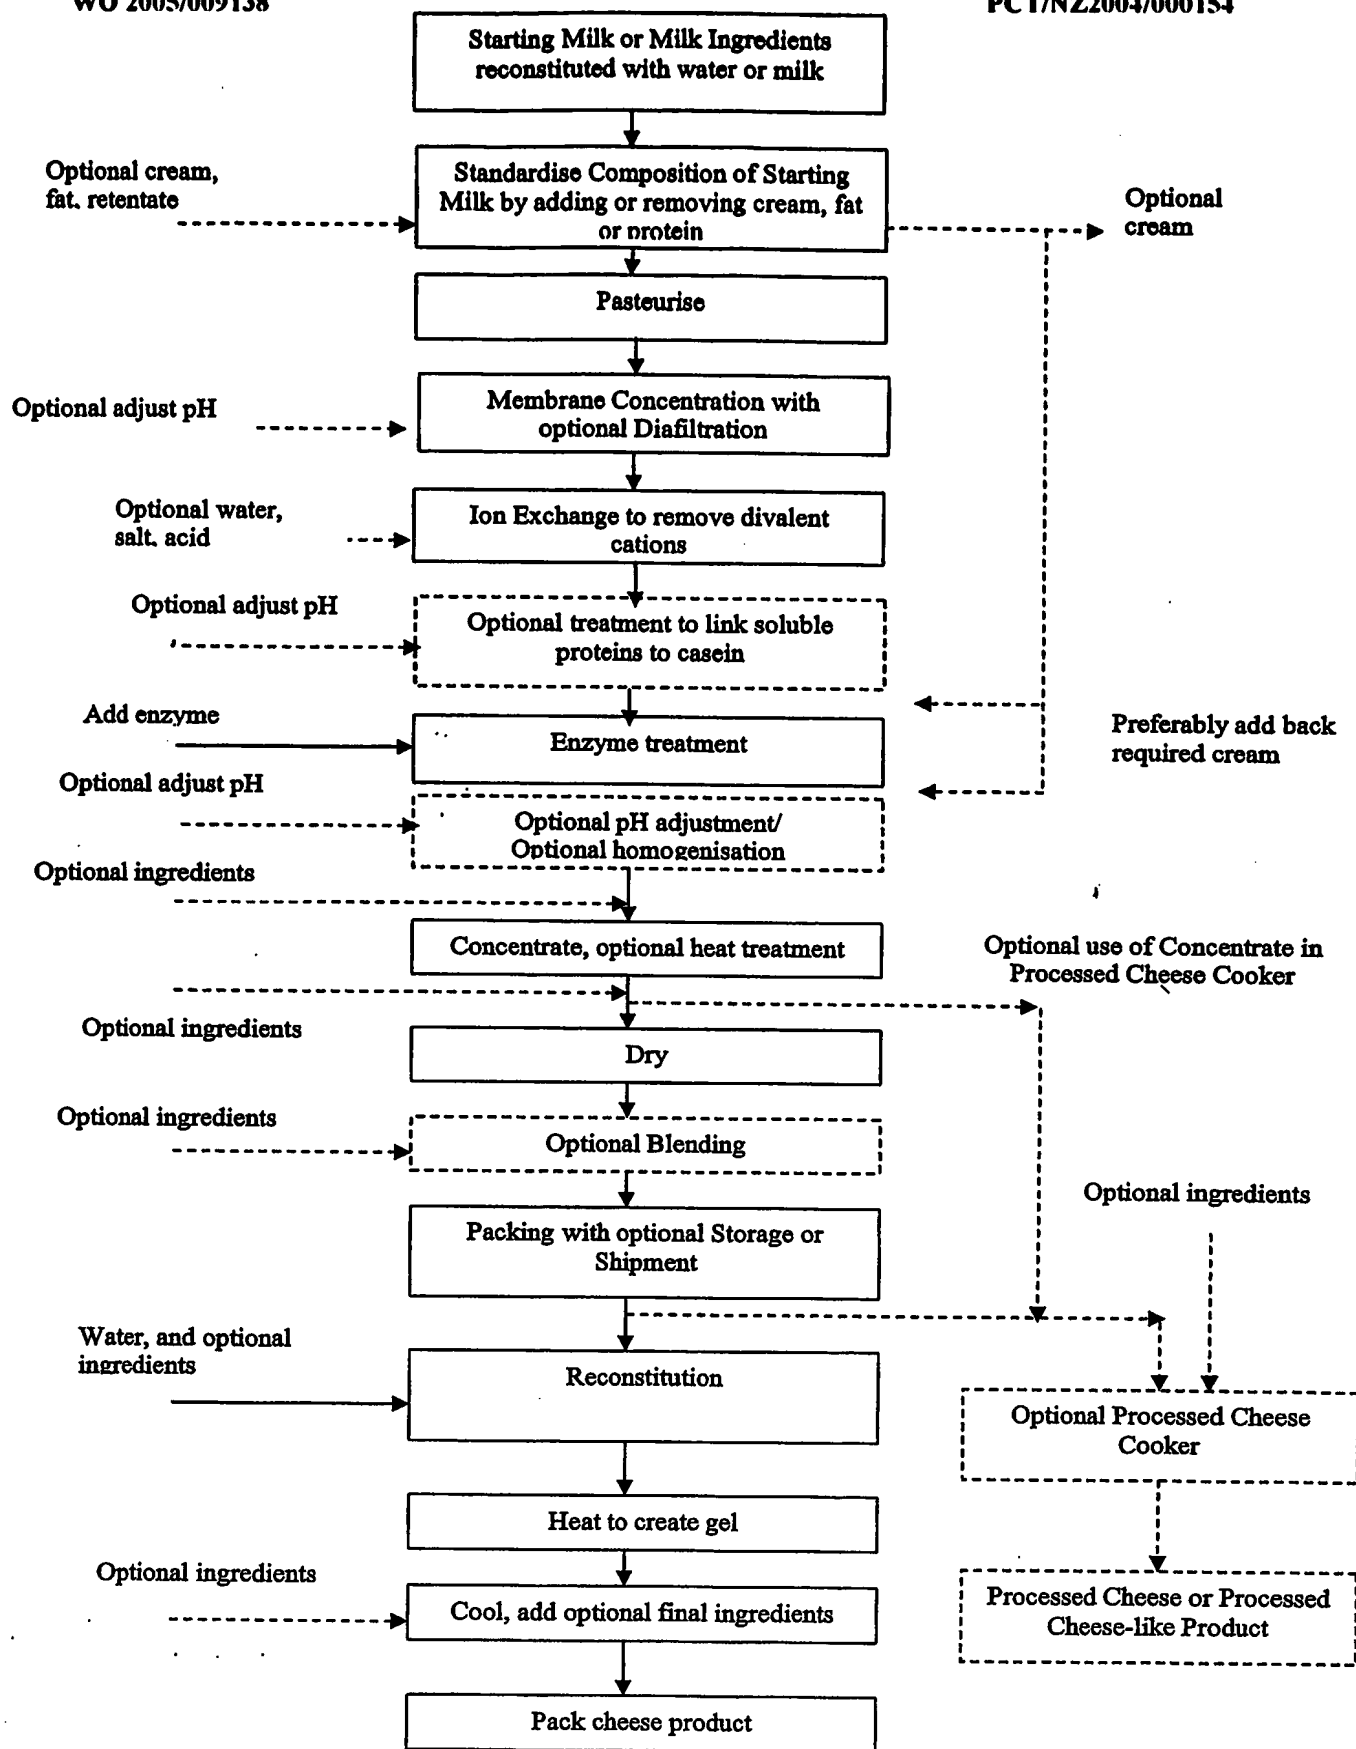 WO 2005/009138
PCT/NZ2004/000154
Starting Milk or Milk Ingredients
reconstituted with water or milk
Optional cream,
fat. retentate
Standardise Composition of Starting
Milk by adding or removing cream, fat
or protein
Optional
cream
Pasteurise
Optional adjust pH
Membrane Concentration with
optional Diafiltration
Optional water,
salt. acid
Ion Exchange to remove divalent
cations
Optional adjust pH
Optional treatment to link soluble
proteins to casein
Add enzyme
Enzyme treatment
Preferably add back
required cream
Optional adjust pH
Optional pH adjustment/
Optional homogenisation
Optional ingredients
Concentrate, optional heat treatment
Optional use of Concentrate in
Processed Cheese Cooker
Optional ingredients
Dry
Optional ingredients
Optional Blending
Optional ingredients
Packing with optional Storage or
Shipment
Water, and optional
ingredients
Reconstitution
Optional Processed Cheese
Cooker
Heat to create gel
Optional ingredients
Cool, add optional final ingredients
Processed Cheese or Processed
Cheese-like Product
Pack cheese product